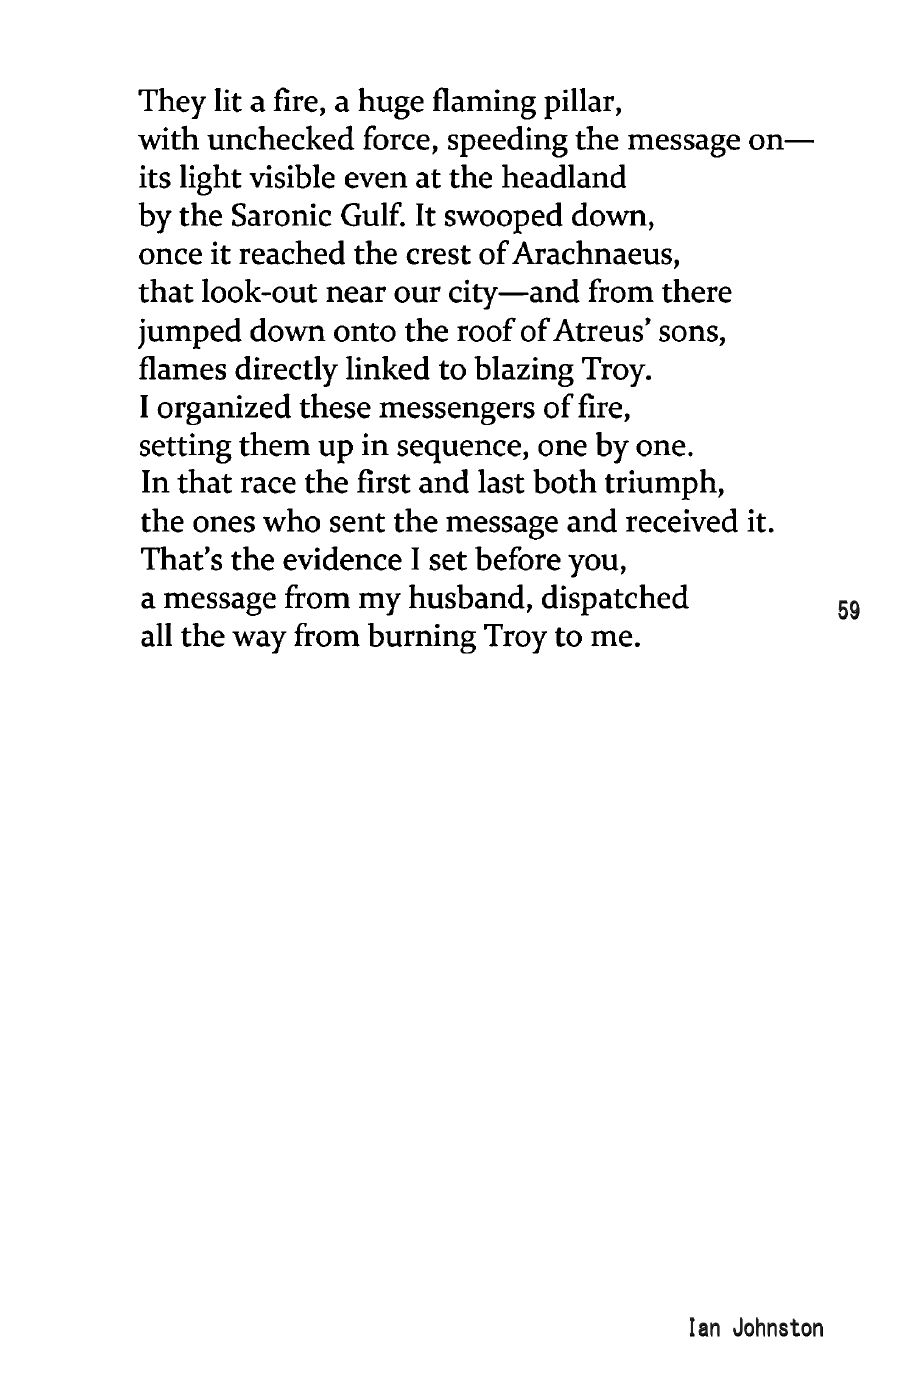 They lit a fire, a huge flaming pillar,
with unchecked force, speeding the message on—
its light visible even at the headland
by the Saronic Gulf. It swooped down,
once it reached the crest of Arachnaeus,
that look-out near our city—and from there
jumped down onto the roof of Atreus’ sons,
flames directly linked to blazing Troy.
I organized these messengers of fire,
setting them up in sequence, one by one.
In that race the first and last both triumph,
the ones who sent the message and received it.
That’s the evidence I set before you,
a message from my husband, dispatched
all the way from burning Troy to me.
59
Ian Johnston